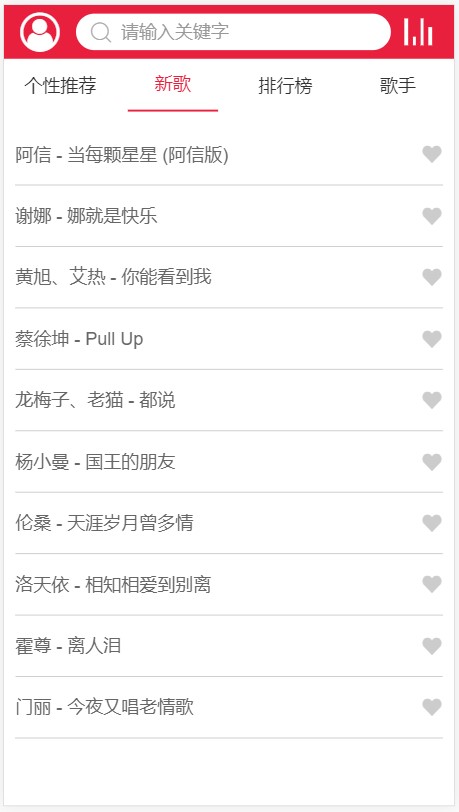 请输入关键字
个性推荐 新歌 排行榜 歌手
阿信 - 当每颗星星 (阿信版)
谢娜 - 娜就是快乐
黄旭、艾热 - 你能看到我
蔡徐坤 - Pull Up
龙梅子、老猫 - 都说
杨小曼 - 国王的朋友
伦桑 - 天涯岁月曾多情
洛天依 - 相知相爱到别离
霍尊 - 离人泪
门丽 - 今夜又唱老情歌